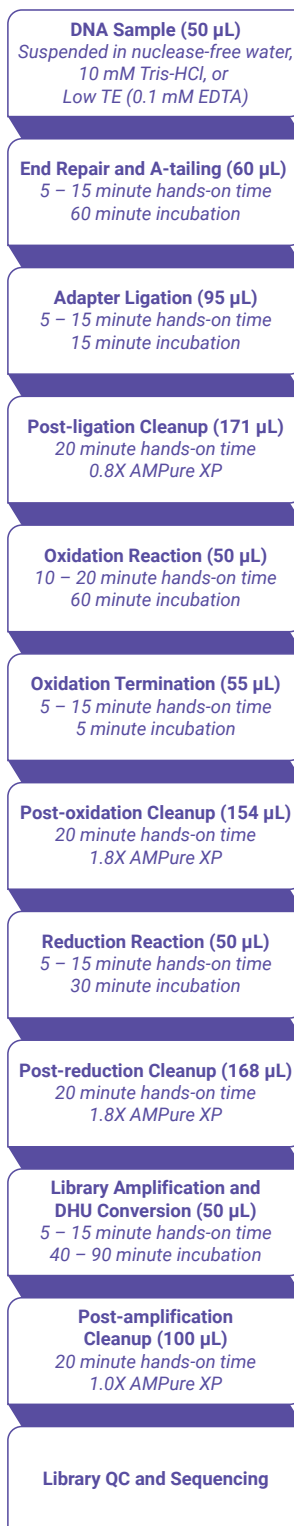 DNA Sample (50 µL)
Suspended in nuclease-free water,
10 mM Tris-HCl, or
Low TE (0.1 mM EDTA)
End Repair and A-tailing (60 µL)
5 – 15 minute hands-on time
60 minute incubation
Adapter Ligation (95 µL)
5 – 15 minute hands-on time
15 minute incubation
Post-ligation Cleanup (171 µL)
20 minute hands-on time
0.8X AMPure XP
Oxidation Reaction (50 µL)
10 – 20 minute hands-on time
60 minute incubation
Oxidation Termination (55 µL)
5 – 15 minute hands-on time
5 minute incubation
Post-oxidation Cleanup (154 µL)
20 minute hands-on time
1.8X AMPure XP
Reduction Reaction (50 µL)
5 – 15 minute hands-on time
30 minute incubation
Post-reduction Cleanup (168 µL)
20 minute hands-on time
1.8X AMPure XP
Library Amplification and
DHU Conversion (50 µL)
5 – 15 minute hands-on time
40 – 90 minute incubation
Post-amplification
Cleanup (100 µL)
20 minute hands-on time
1.0X AMPure XP
Library QC and Sequencing